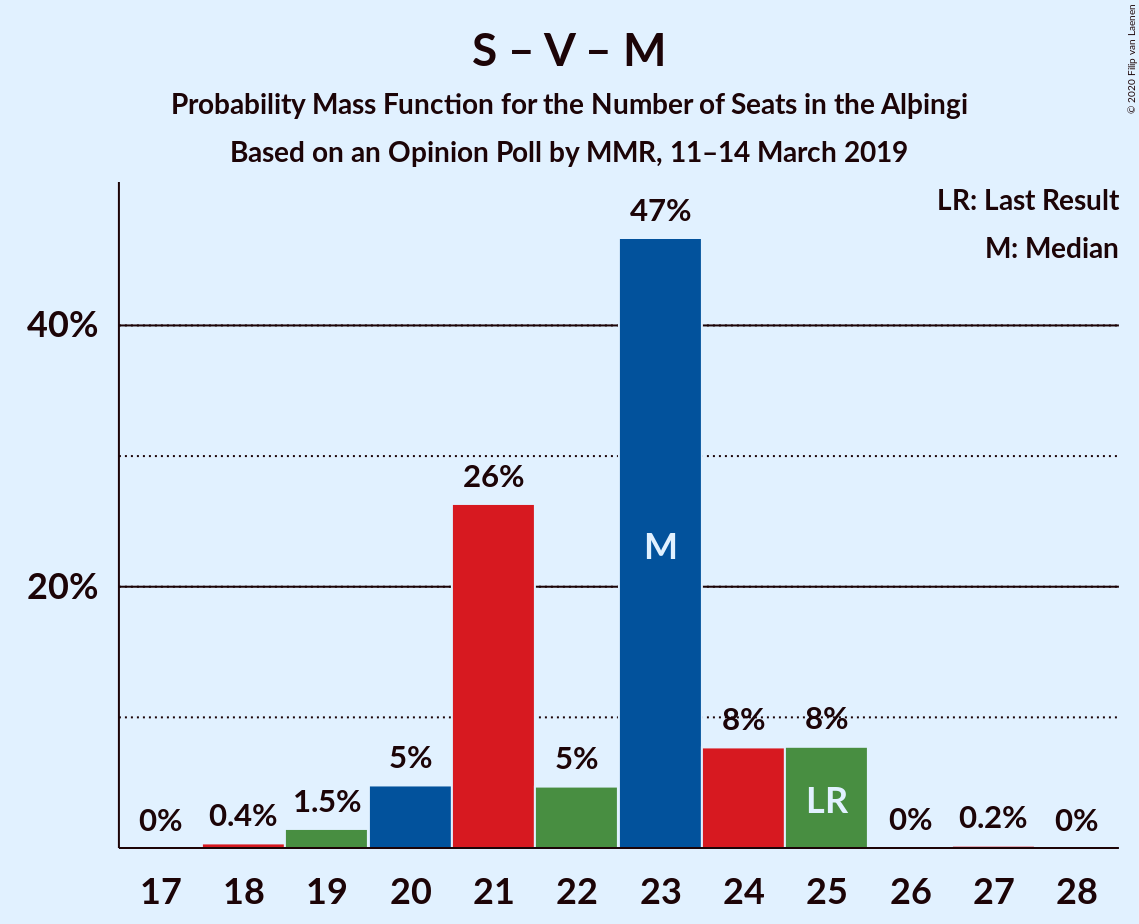 S – V – M
Probability Mass Function for the Number of Seats in the Alþingi
Based on an Opinion Poll by MMR, 11–14 March 2019
© 2020 Filip van Laenen
LR: Last Result
M: Median
47%
40%
26%
M
20%
8%
8%
5%
5%
LR
1.5%
0.4%
0%
0%
0.2%
0%
17 18 19 20 21 22 23 24 25 26 27 28